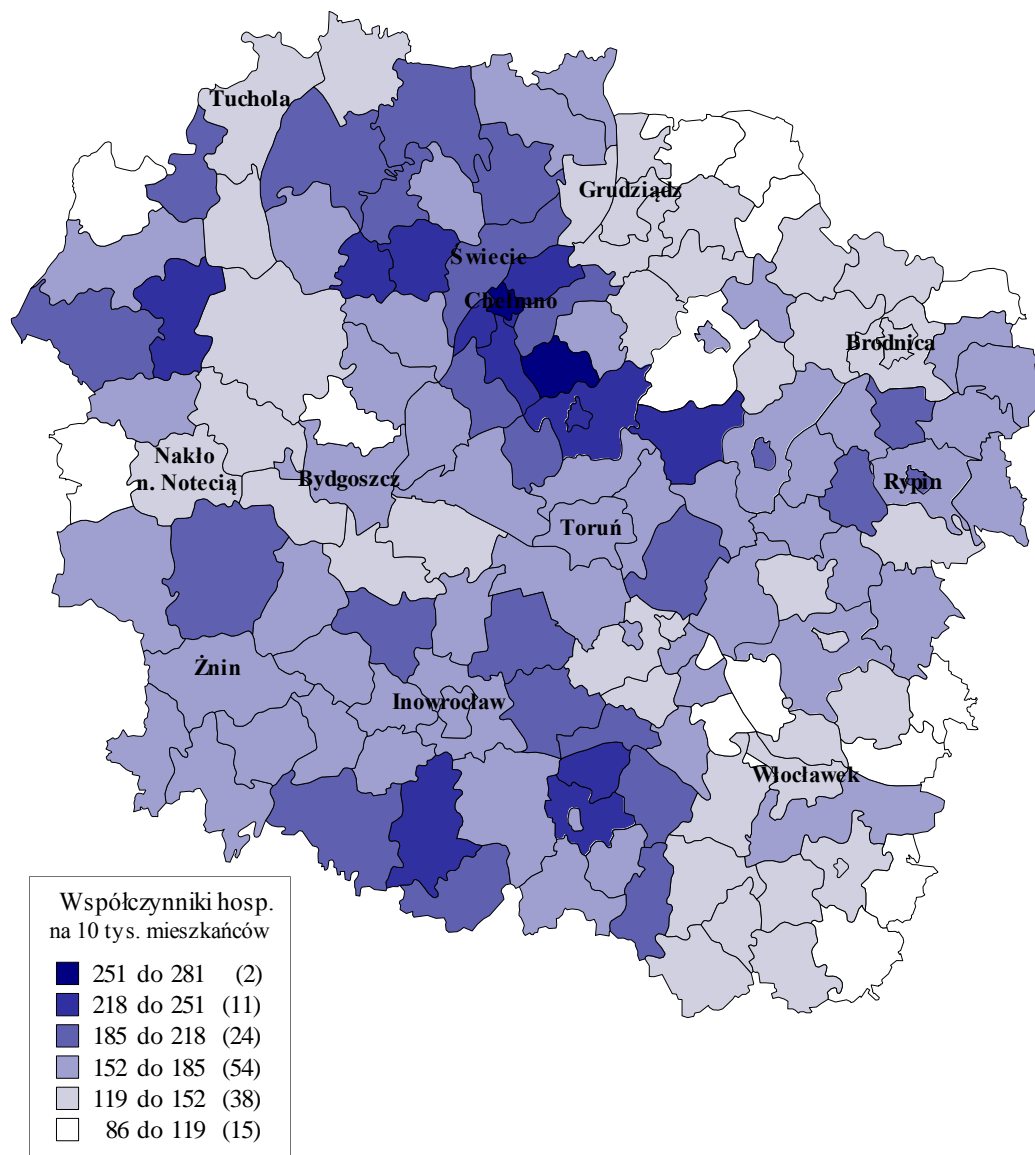 Tuchola
Grudziądz
Świecie
Chełmno
Brodnica
Nakło
n. Notecią
Bydgoszcz
Rypin
Toruń
Żnin
Inowrocław
Włocławek
Współczynniki hosp.
na 10 tys. mieszkańców
251 do 281 (2)
218 do 251 (11)
185 do 218 (24)
152 do 185 (54)
119 do 152 (38)
86 do 119 (15)